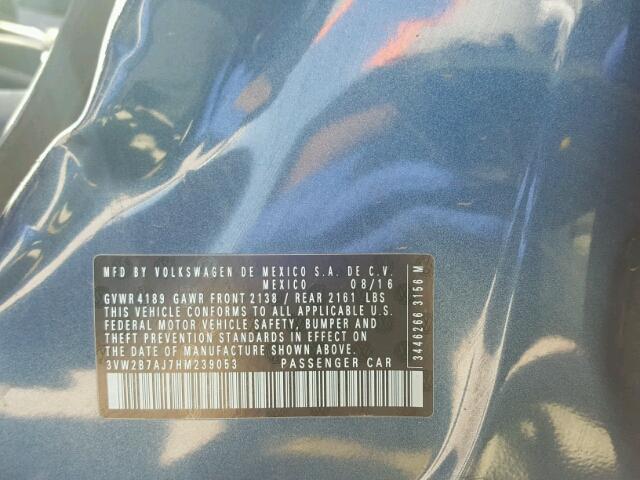 MFD BY VOLKSWAGEN DE MEXICO S.A. DE C.V.
MEXICO 08/16
GVWR4189 GAWR FRONT 2138 / REAR 2161 LBS
THIS VEHICLE CONFORMS TO ALL APPLICABLE U.S.
FEDERAL MOTOR VEHICLE SAFETY, BUMPER AND
THEFT PREVENTION STANDARDS IN EFFECT ON THE
DATE OF MANUFACTURE SHOWN ABOVE.
3VW2B7AJ7HM239053 PASSENGER CAR
3446266 3156 M